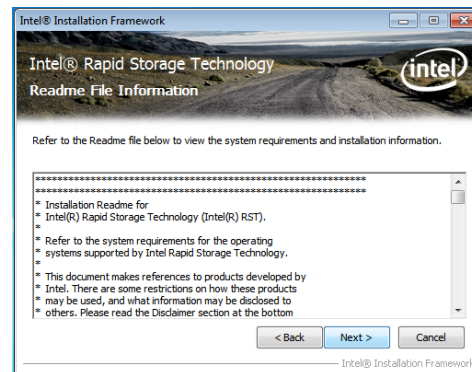 Intel® Installation Framework
Intel® Rapid Storage Technology
Readme File Information
intel
Refer to the Readme file below to view the system requirements and installation information.
******************************************************************
******************************************************************
* Installation Readme for
* Intel(R) Rapid Storage Technology (Intel(R) RST).
*
* Refer to the system requirements for the operating
* systems supported by Intel Rapid Storage Technology.
*
* This document makes references to products developed by
* Intel. There are some restrictions on how these products
* may be used, and what information may be disclosed to
* others. Please read the Disclaimer section at the bottom
< Back Next > Cancel
Intel® Installation Framework